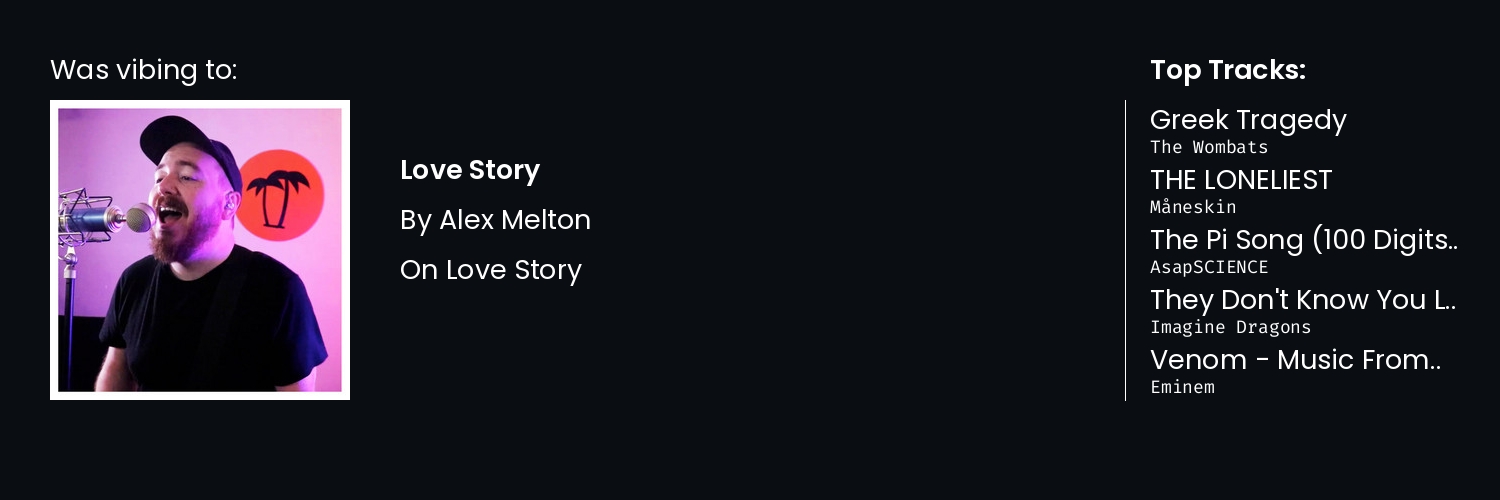 Was vibing to:
Love Story
By Alex Melton
On Love Story
Top Tracks:
Greek Tragedy
The Wombats
THE LONELIEST
Måneskin
The Pi Song (100 Digits..
AsapSCIENCE
They Don't Know You L..
Imagine Dragons
Venom - Music From..
Eminem